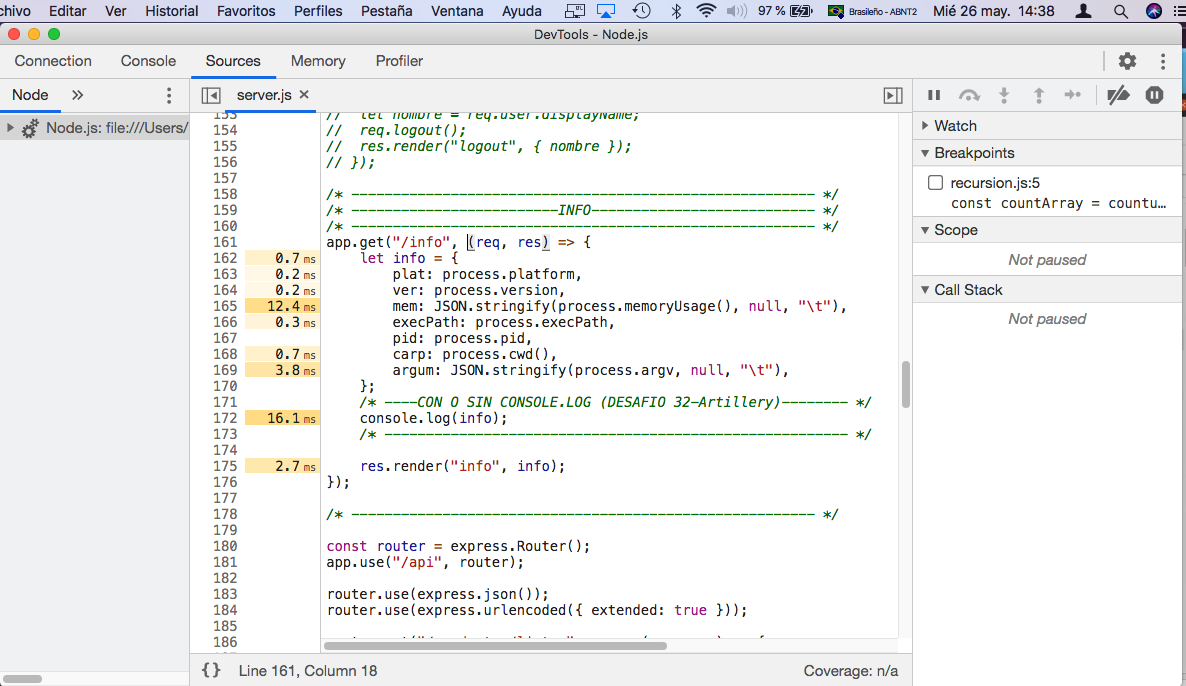 chivo Editar Ver Historial Favoritos Perfiles Pestaña Ventana Ayuda 97 % Brasileño - ABNT2 Mié 26 may. 14:38
DevTools - Node.js
Connection Console Sources Memory Profiler
Node » server.js ×
Node.js: file:///Users/
153 // let nombre = req.user.displayName;
154 // req.logout();
155 // res.render("logout", { nombre });
156 // });
157
158 /* -------------------------------------------------------- */
159 /* -------------------------INFO--------------------------- */
160 /* -------------------------------------------------------- */
161 app.get("/info", (req, res) => {
162 0.7 ms let info = {
163 0.2 ms plat: process.platform,
164 0.2 ms ver: process.version,
165 12.4 ms mem: JSON.stringify(process.memoryUsage(), null, "\t"),
166 0.3 ms execPath: process.execPath,
167 pid: process.pid,
168 0.7 ms carp: process.cwd(),
169 3.8 ms argum: JSON.stringify(process.argv, null, "\t"),
170 };
171 /* ----CON O SIN CONSOLE.LOG (DESAFIO 32-Artillery)-------- */
172 16.1 ms console.log(info);
173 /* -------------------------------------------------------- */
174
175 2.7 ms res.render("info", info);
176 });
177
178 /* -------------------------------------------------------- */
179
180 const router = express.Router();
181 app.use("/api", router);
182
183 router.use(express.json());
184 router.use(express.urlencoded({ extended: true }));
185
186
{} Line 161, Column 18 Coverage: n/a
Watch
Breakpoints
recursion.js:5
const countArray = countu…
Scope
Not paused
Call Stack
Not paused